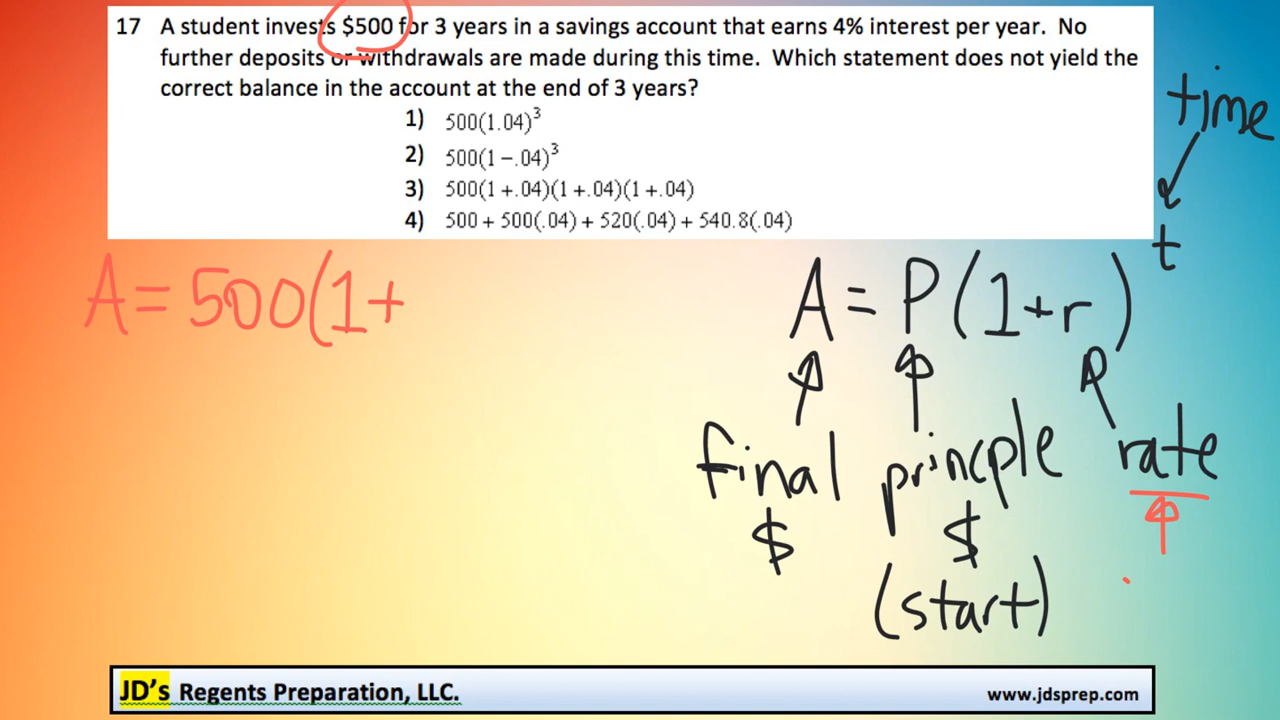 17 A student invests $500 for 3 years in a savings account that earns 4% interest per year. No
further deposits or withdrawals are made during this time. Which statement does not yield the
correct balance in the account at the end of 3 years?
1) 500(1.04)³
2) 500(1 −.04)³
3) 500(1 +.04)(1 +.04)(1 +.04)
4) 500 + 500(.04) + 520(.04) + 540.8(.04)
time
t
A = 500(1+
A = P(1+r)
final
$
princple
$
(start)
rate
JD's Regents Preparation, LLC.
www.jdsprep.com